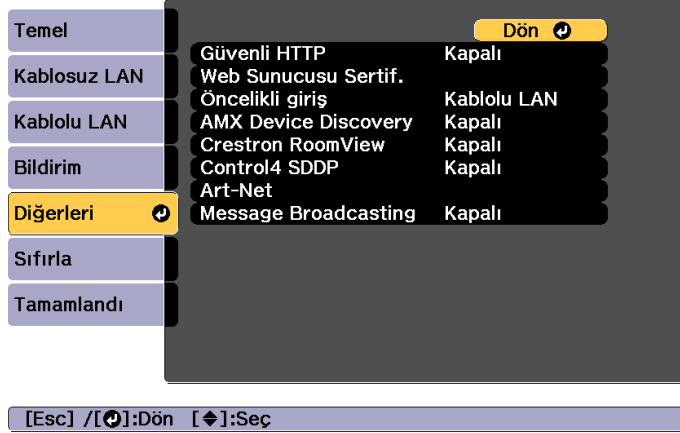 Temel
Kablosuz LAN
Kablolu LAN
Bildirim
Diğerleri
Sıfırla
Tamamlandı
Dön
Güvenli HTTP Kapalı
Web Sunucusu Sertif.
Öncelikli giriş Kablolu LAN
AMX Device Discovery Kapalı
Crestron RoomView Kapalı
Control4 SDDP Kapalı
Art-Net
Message Broadcasting Kapalı
[Esc] /[↵]:Dön [◆]:Seç